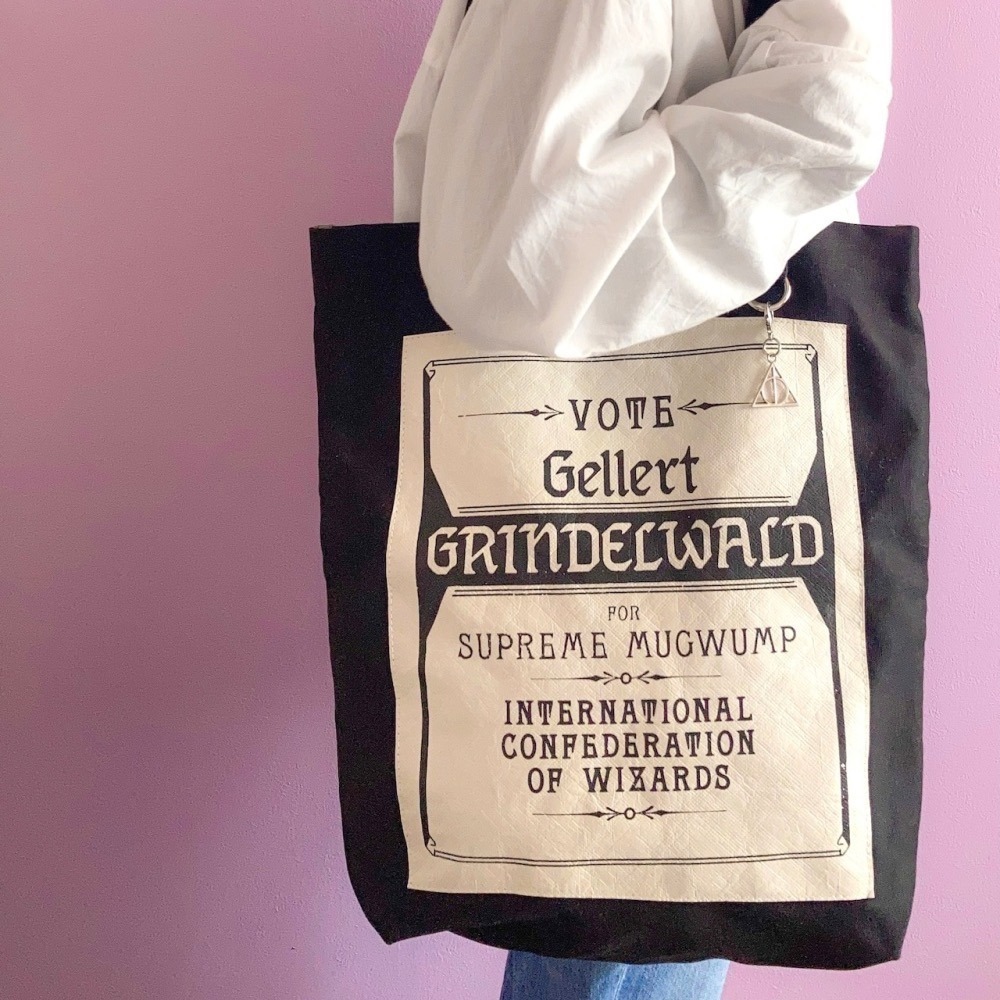 VOTE
Gellert
GRINDELWALD
FOR
SUPREME MUGWUMP
INTERNATIONAL
CONFEDERATION
OF WIZARDS